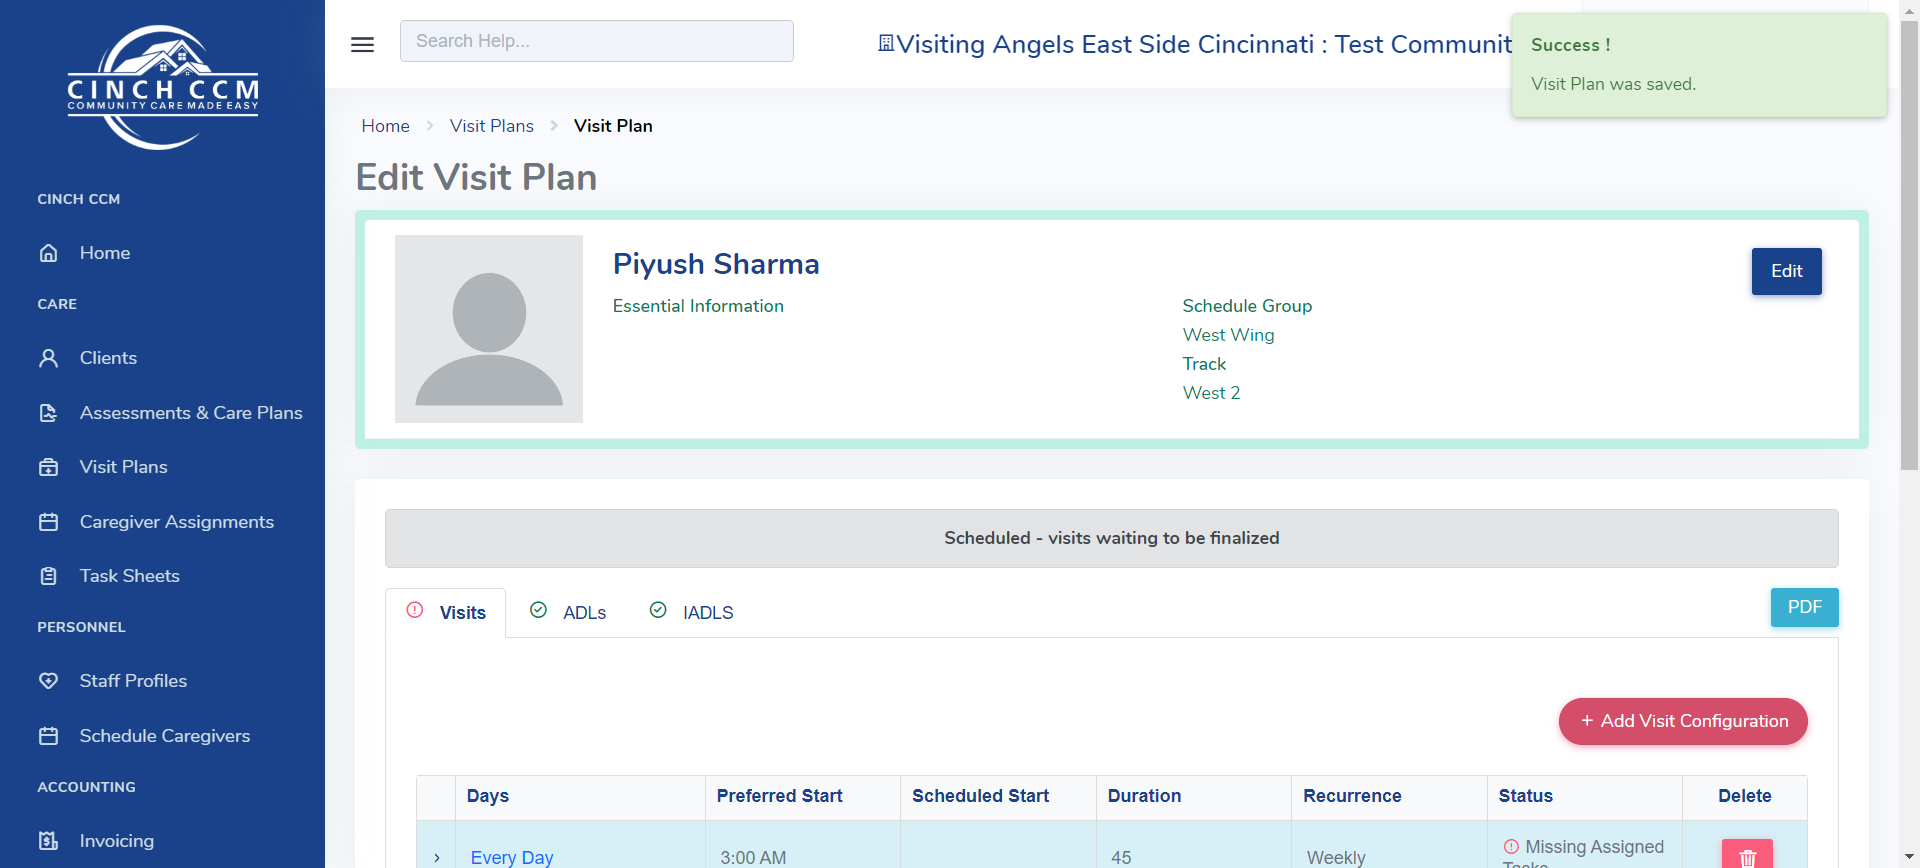 CINCH CCM
COMMUNITY CARE MADE EASY
CINCH CCM
Home
CARE
Clients
Assessments & Care Plans
Visit Plans
Caregiver Assignments
Task Sheets
PERSONNEL
Staff Profiles
Schedule Caregivers
ACCOUNTING
Invoicing
Search Help...
Visiting Angels East Side Cincinnati : Test Communit
Success !
Visit Plan was saved.
Home > Visit Plans > Visit Plan
Edit Visit Plan
Piyush Sharma
Edit
Essential Information
Schedule Group
West Wing
Track
West 2
Scheduled - visits waiting to be finalized
Visits ADLs IADLS
PDF
+ Add Visit Configuration
Days Preferred Start Scheduled Start Duration Recurrence Status Delete
Every Day 3:00 AM 45 Weekly Missing Assigned
Tasks